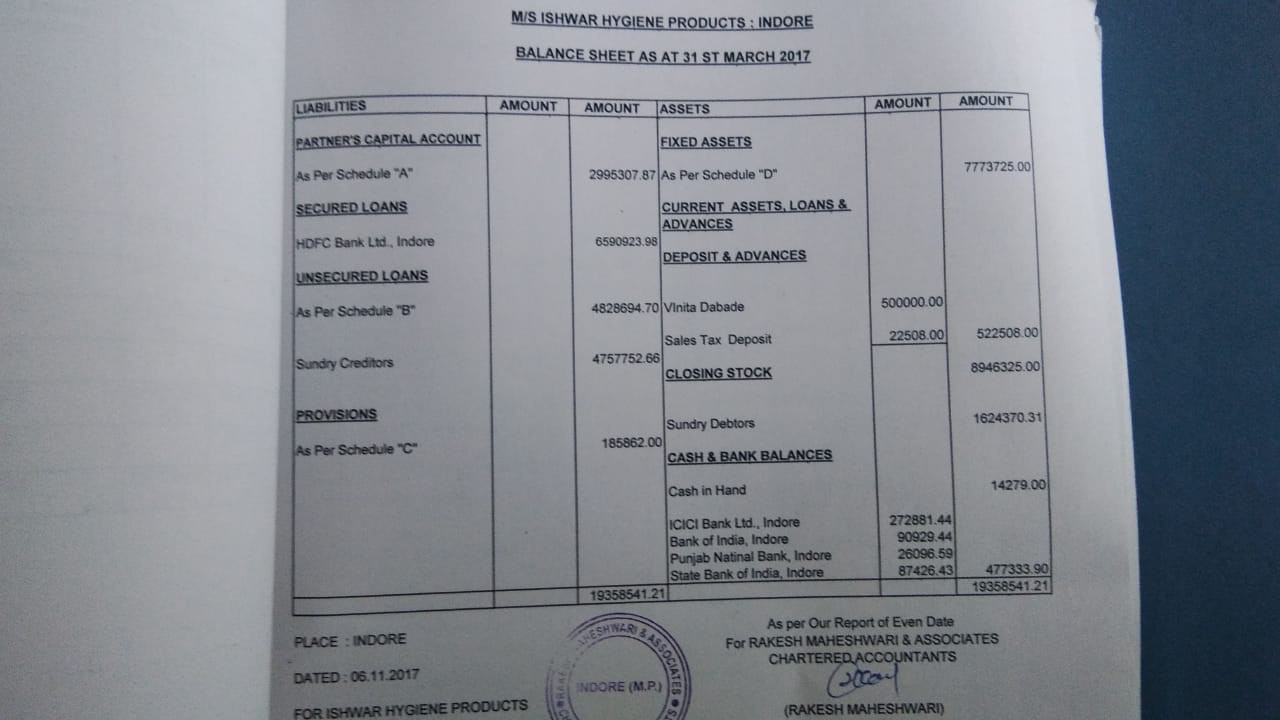 M/S ISHWAR HYGIENE PRODUCTS : INDORE
BALANCE SHEET AS AT 31 ST MARCH 2017
LIABILITIES AMOUNT AMOUNT ASSETS AMOUNT AMOUNT
PARTNER'S CAPITAL ACCOUNT FIXED ASSETS
As Per Schedule "A" 2995307.87 As Per Schedule "D" 7773725.00
SECURED LOANS CURRENT ASSETS, LOANS &
ADVANCES
HDFC Bank Ltd., Indore 6590923.98
DEPOSIT & ADVANCES
UNSECURED LOANS
As Per Schedule "B" 4828694.70 VInita Dabade 500000.00
Sales Tax Deposit 22508.00 522508.00
Sundry Creditors 4757752.66
CLOSING STOCK 8946325.00
PROVISIONS
Sundry Debtors 1624370.31
As Per Schedule "C" 185862.00
CASH & BANK BALANCES
Cash in Hand 14279.00
ICICI Bank Ltd., Indore 272881.44
Bank of India, Indore 90929.44
Punjab Natinal Bank, Indore 26096.59
State Bank of India, Indore 87426.43 477333.90
19358541.21 19358541.21
PLACE : INDORE
DATED : 06.11.2017
FOR ISHWAR HYGIENE PRODUCTS
MAHESHWARI & ASSOCIATES
INDORE (M.P.)
As per Our Report of Even Date
For RAKESH MAHESHWARI & ASSOCIATES
CHARTERED ACCOUNTANTS
(RAKESH MAHESHWARI)